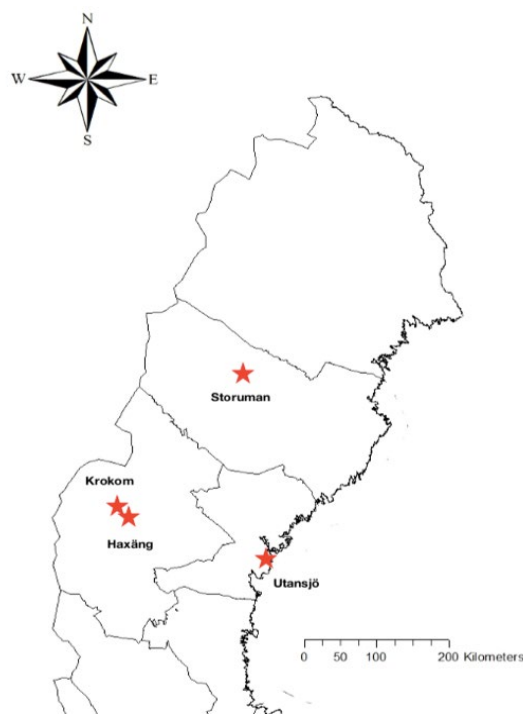 N
W E
S
Storuman
Krokom
Haxäng
Utansjö
0 50 100 200 Kilometers